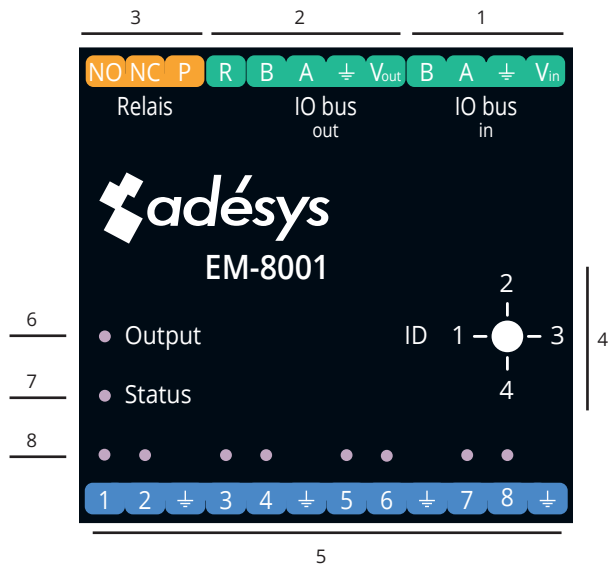 3 2 1
NO NC P R B A ⏚ Vout B A ⏚ Vin
Relais IO bus IO bus
out in
adésys
EM-8001
2
6 Output ID 1 3 4
7 Status 4
8
1 2 ⏚ 3 4 ⏚ 5 6 ⏚ 7 8 ⏚
5